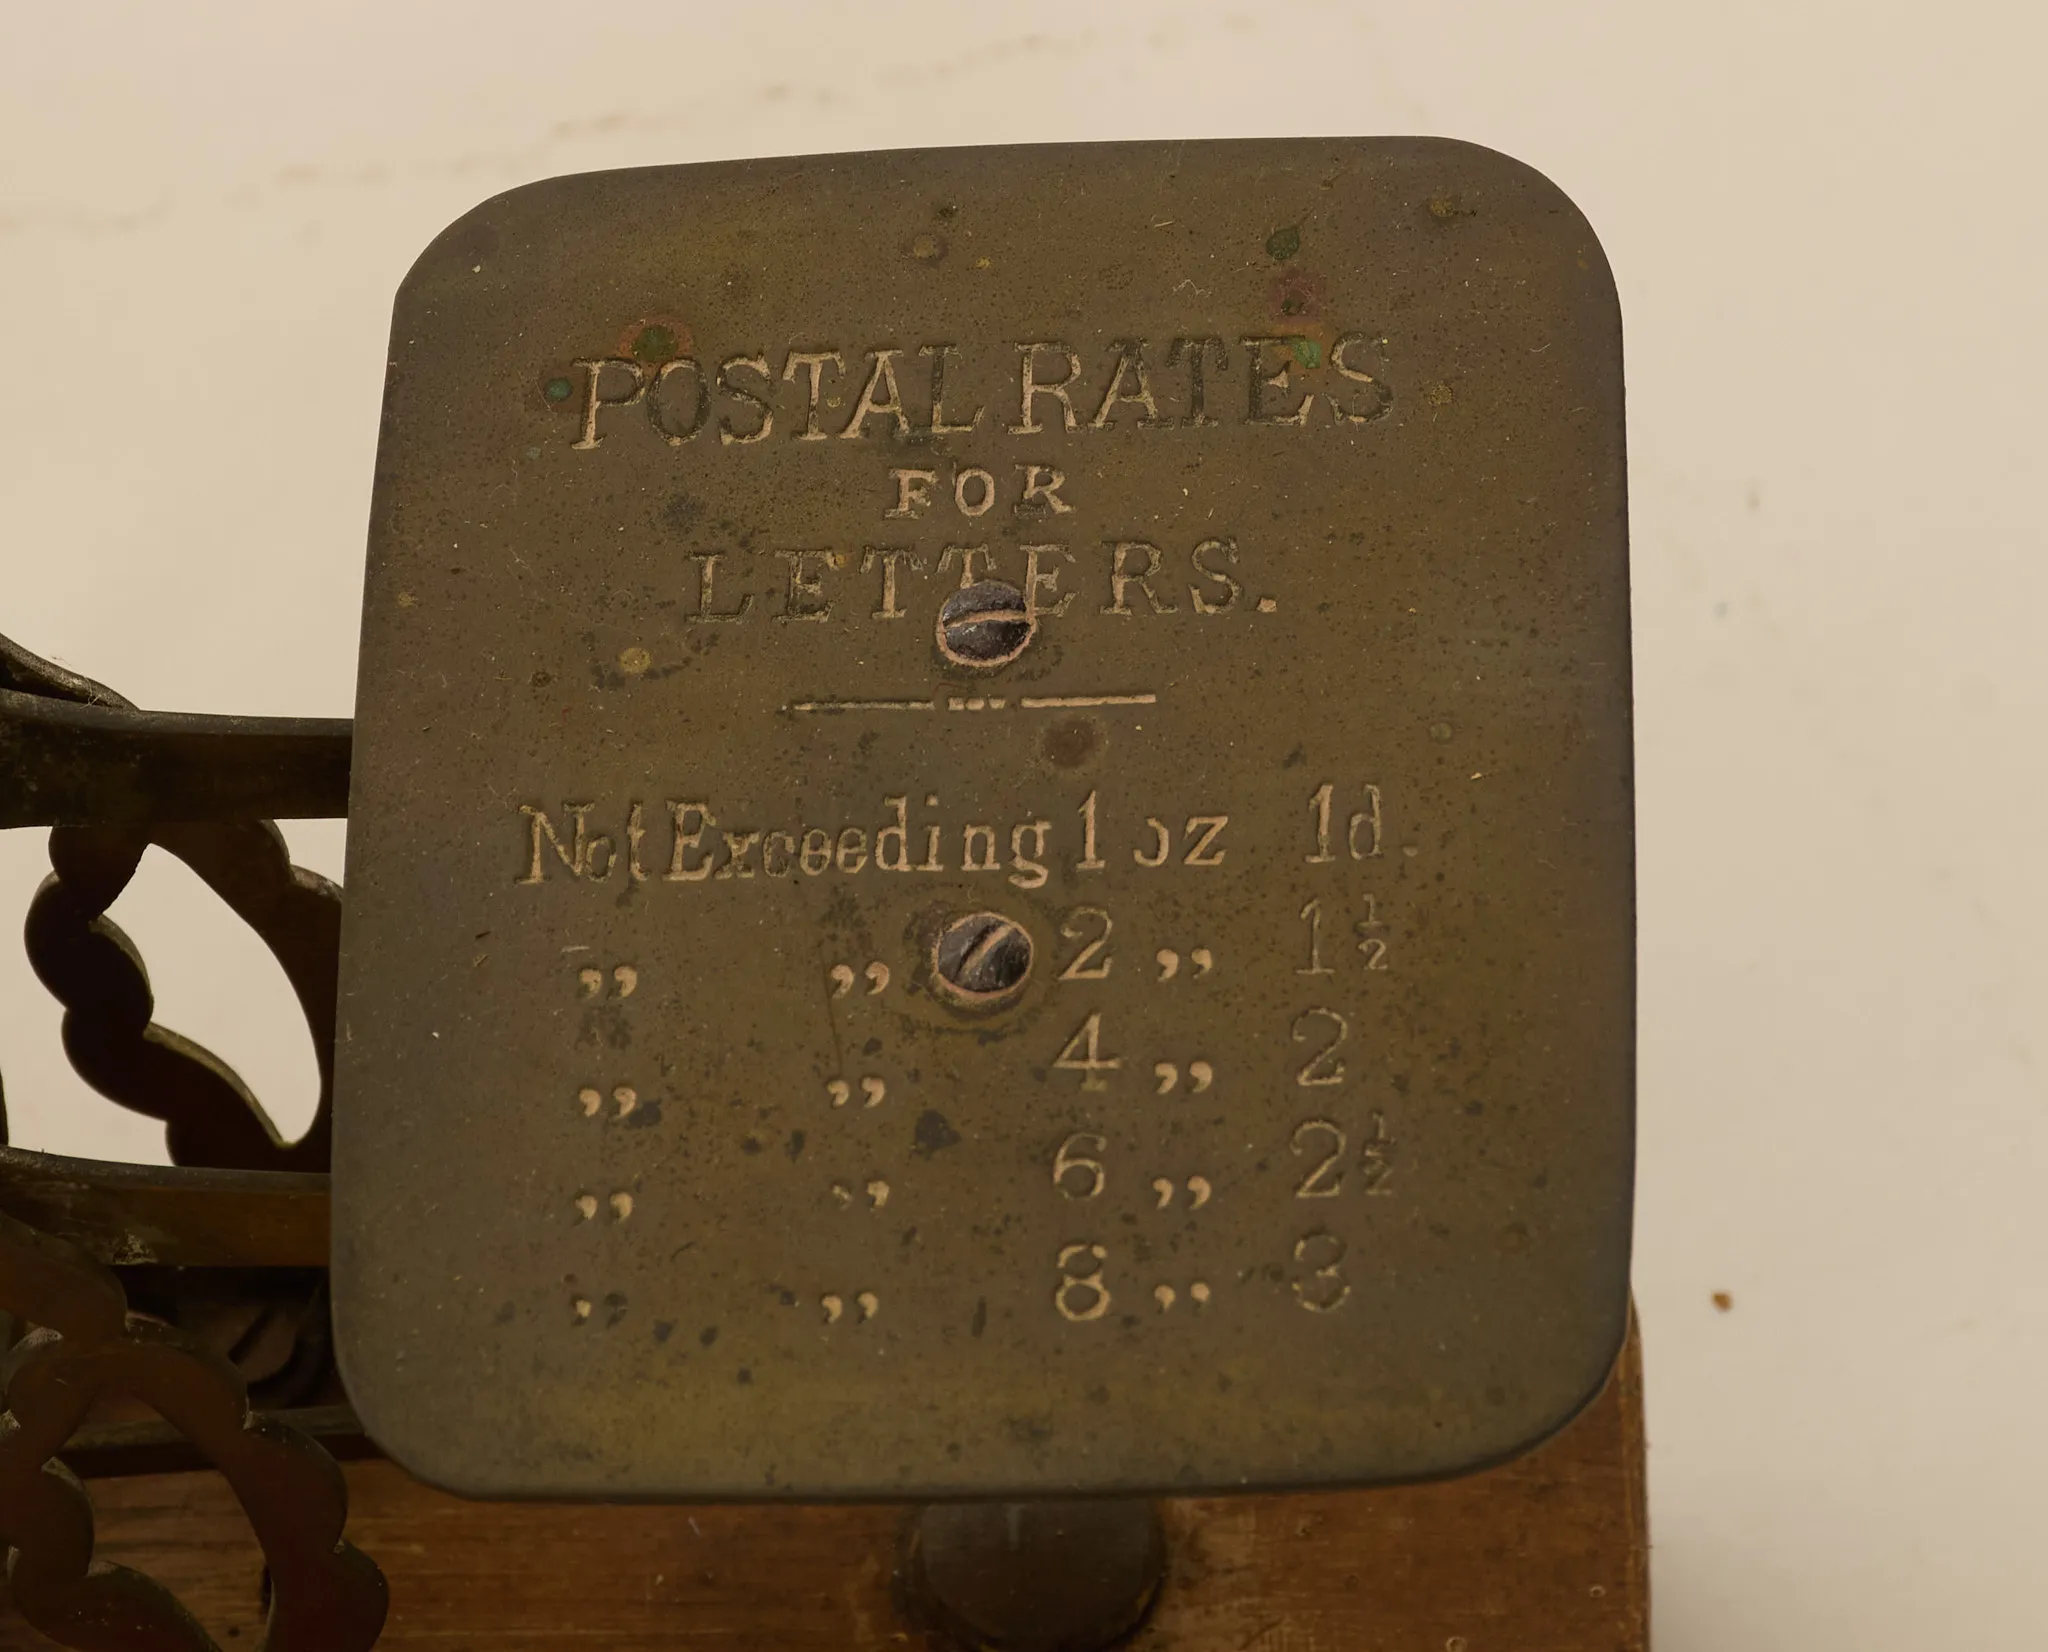 POSTAL RATES
FOR
LETTERS.
Not Exceeding 1 oz 1d.
„ „ 2 „ 1½
„ „ 4 „ 2
„ „ 6 „ 2½
„ „ 8 „ 3